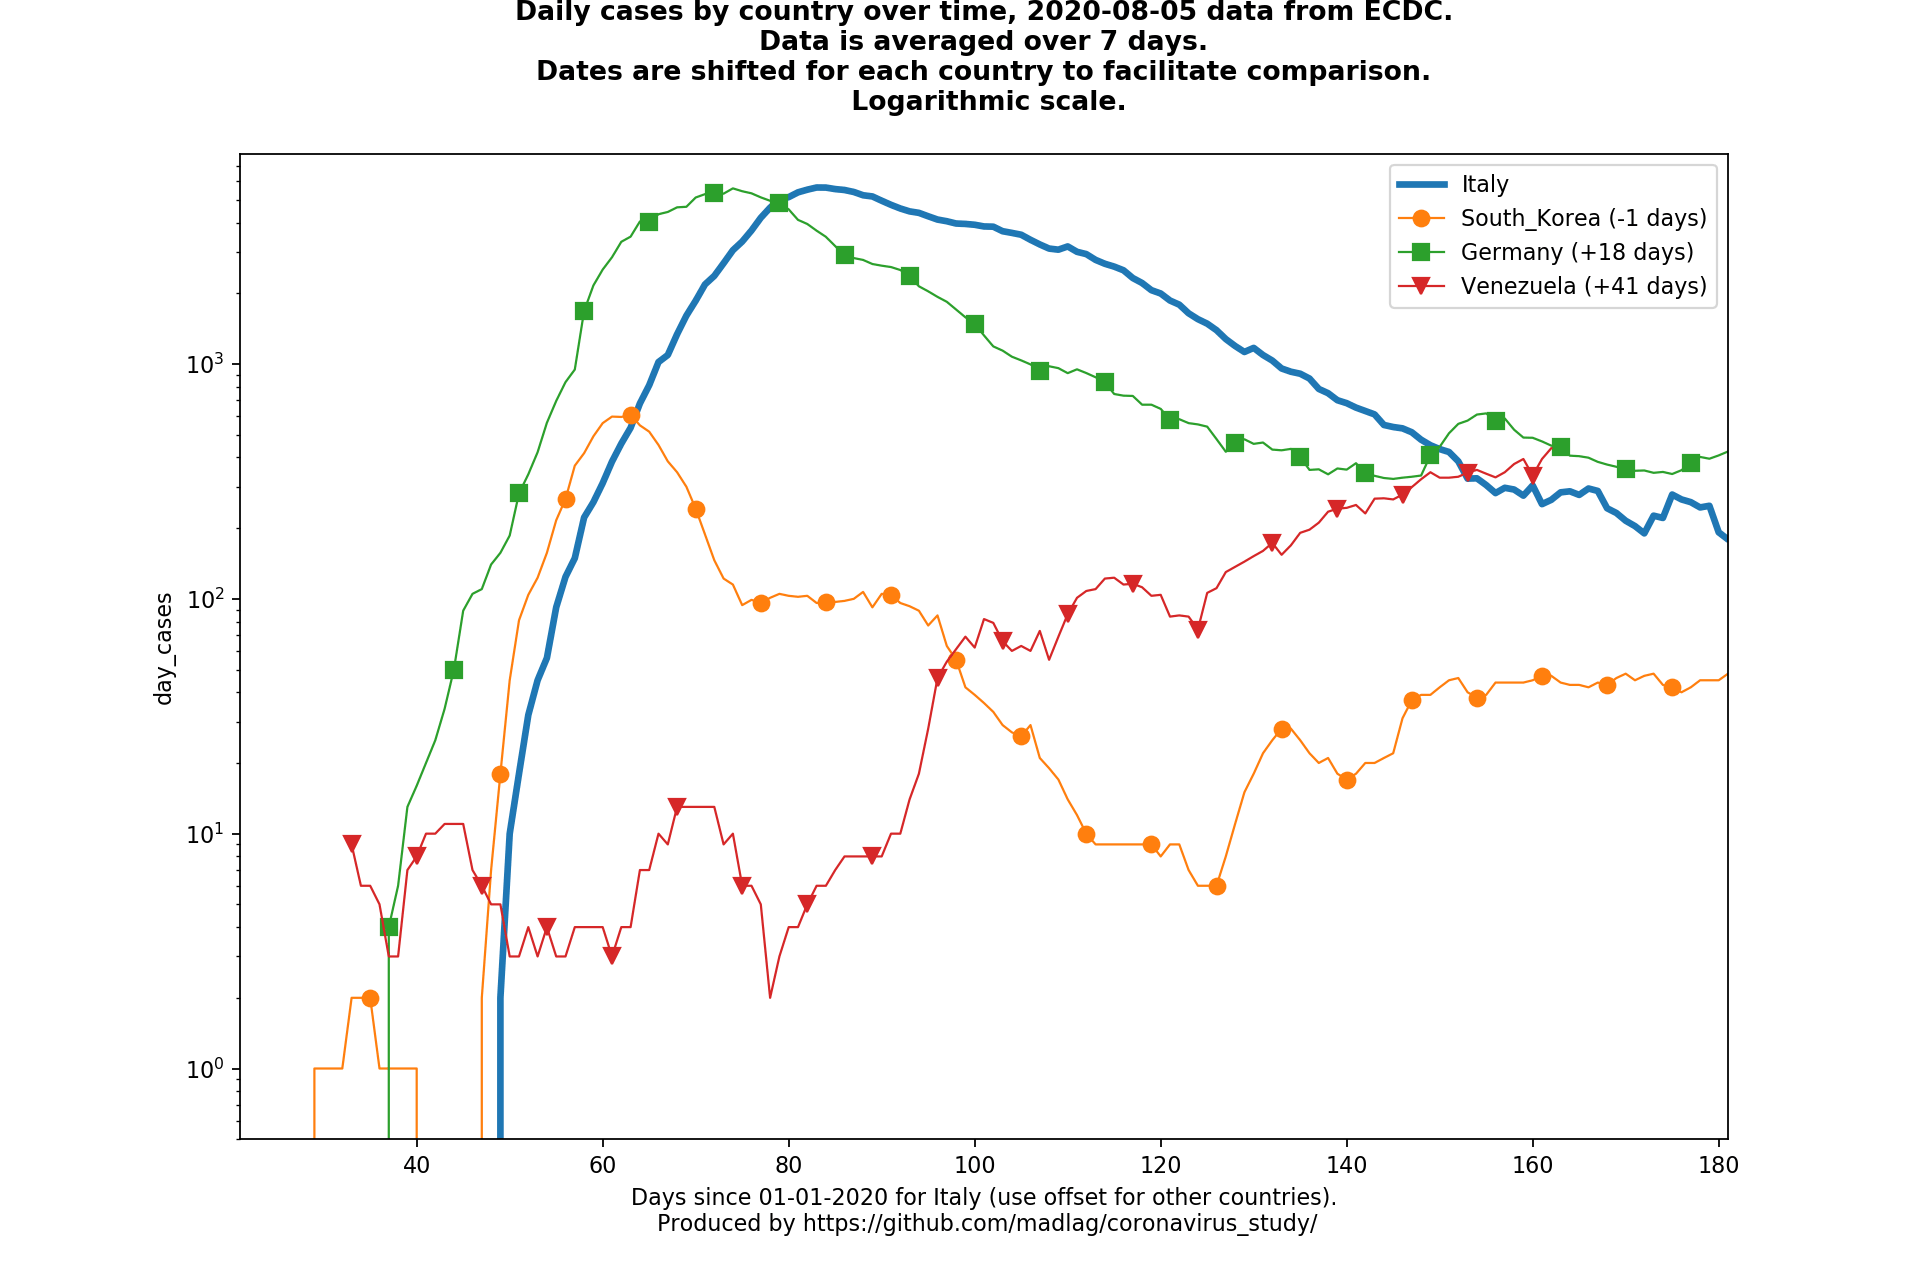 Daily cases by country over time, 2020-08-05 data from ECDC.
Data is averaged over 7 days.
Dates are shifted for each country to facilitate comparison.
Logarithmic scale.
Italy
South_Korea (-1 days)
Germany (+18 days)
Venezuela (+41 days)
day_cases
10³
10²
10¹
10⁰
40 60 80 100 120 140 160 180
Days since 01-01-2020 for Italy (use offset for other countries).
Produced by https://github.com/madlag/coronavirus_study/